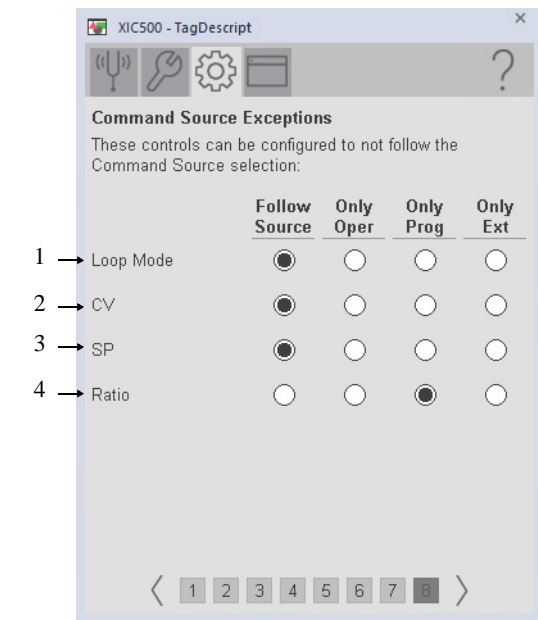 XIC500 - TagDescript
×
?
Command Source Exceptions
These controls can be configured to not follow the
Command Source selection:
Follow Source Only Oper Only Prog Only Ext
1 Loop Mode
2 CV
3 SP
4 Ratio
1 2 3 4 5 6 7 8